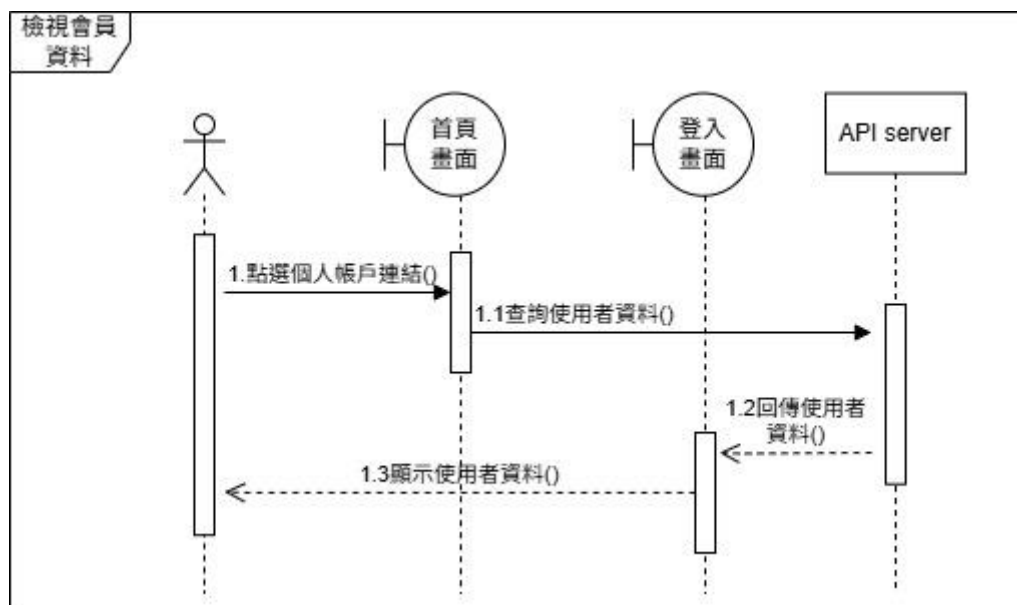 檢視會員
資料
首頁
畫面
登入
畫面
API server
1.點選個人帳戶連結()
1.1查詢使用者資料()
1.2回傳使用者
資料()
1.3顯示使用者資料()